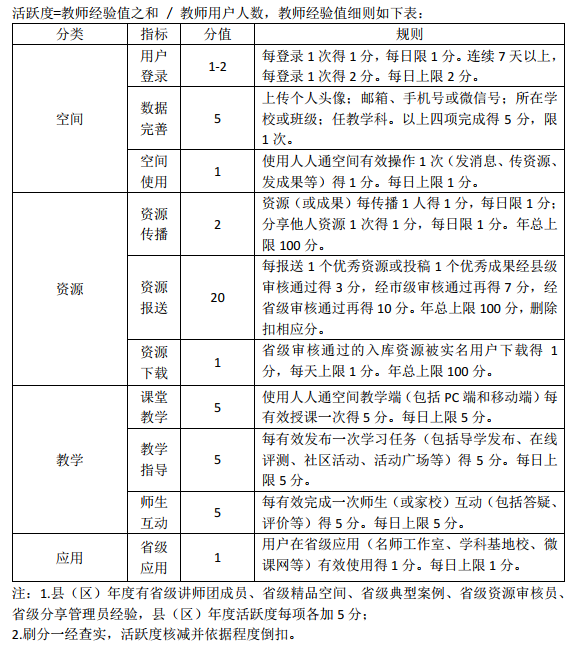 活跃度=教师经验值之和 / 教师用户人数，教师经验值细则如下表：
分类 指标 分值 规则
空间
用户登录 1-2
每登录 1 次得 1 分，每日限 1 分。连续 7 天以上，
每登录 1 次得 2 分。每日上限 2 分。
数据完善 5
上传个人头像；邮箱、手机号或微信号；所在学
校或班级；任教学科。以上四项完成得 5 分，限
1 次。
空间使用 1
使用人人通空间有效操作 1 次（发消息、传资源、
发成果等）得 1 分。每日上限 1 分。
资源
资源传播 2
资源（或成果）每传播 1 人得 1 分，每日限 1 分；
分享他人资源 1 次得 1 分，每日限 1 分。年总上
限 100 分。
资源报送 20
每报送 1 个优秀资源或投稿 1 个优秀成果经县级
审核通过得 3 分，经市级审核通过再得 7 分，经
省级审核通过再得 10 分。年总上限 100 分，删除
扣相应分。
资源下载 1
省级审核通过的入库资源被实名用户下载得 1
分，每天上限 1 分。年总上限 100 分。
教学
课堂教学 5
使用人人通空间教学端（包括 PC 端和移动端）每
有效授课一次得 5 分。每日上限 5 分。
教学指导 5
每有效发布一次学习任务（包括导学发布、在线
评测、社区活动、活动广场等）得 5 分。每日上
限 5 分。
师生互动 5
每有效完成一次师生（或家校）互动（包括答疑、
评价等）得 5 分。每日上限 5 分。
应用
省级应用 1
用户在省级应用（名师工作室、学科基地校、微
课网等）有效使用得 1 分。每日上限 1 分。
注：1.县（区）年度有省级讲师团成员、省级精品空间、省级典型案例、省级资源审核员、
省级分享管理员经验，县（区）年度活跃度每项各加 5 分；
2.刷分一经查实，活跃度核减并依据程度倒扣。